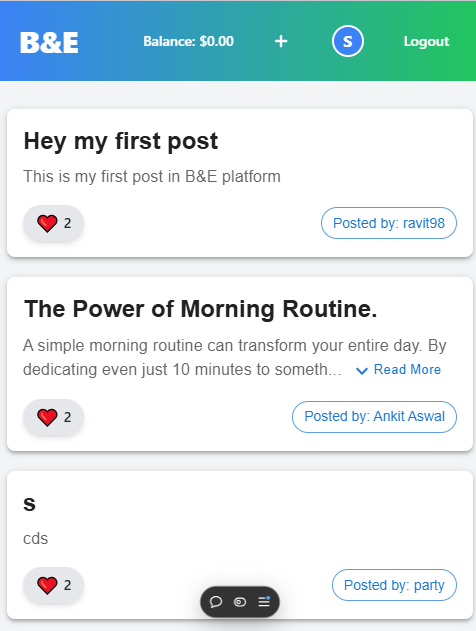 B&E Balance: $0.00 + S Logout
Hey my first post
This is my first post in B&E platform
2 Posted by: ravit98
The Power of Morning Routine.
A simple morning routine can transform your entire day. By
dedicating even just 10 minutes to someth... Read More
2 Posted by: Ankit Aswal
s
cds
2 Posted by: party